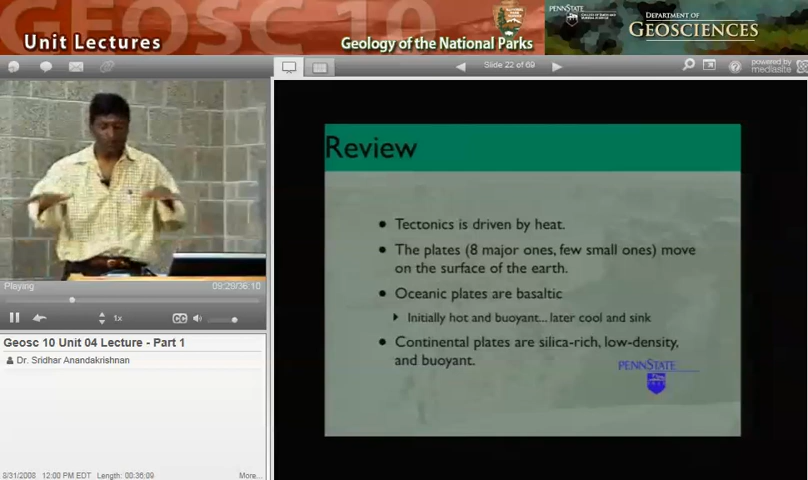 GEOSC 10
Unit Lectures
Geology of the National Parks
PENNSTATE
DEPARTMENT OF
GEOSCIENCES
Slide 22 of 69
powered by
mediasite
Review
• Tectonics is driven by heat.
• The plates (8 major ones, few small ones) move
on the surface of the earth.
• Oceanic plates are basaltic
Initially hot and buoyant... later cool and sink
• Continental plates are silica-rich, low-density,
and buoyant.
PENNSTATE
Playing
09:29/36:10
1x
CC
Geosc 10 Unit 04 Lecture - Part 1
Dr. Sridhar Anandakrishnan
8/31/2008 12:00 PM EDT Length: 00:36:09
More...